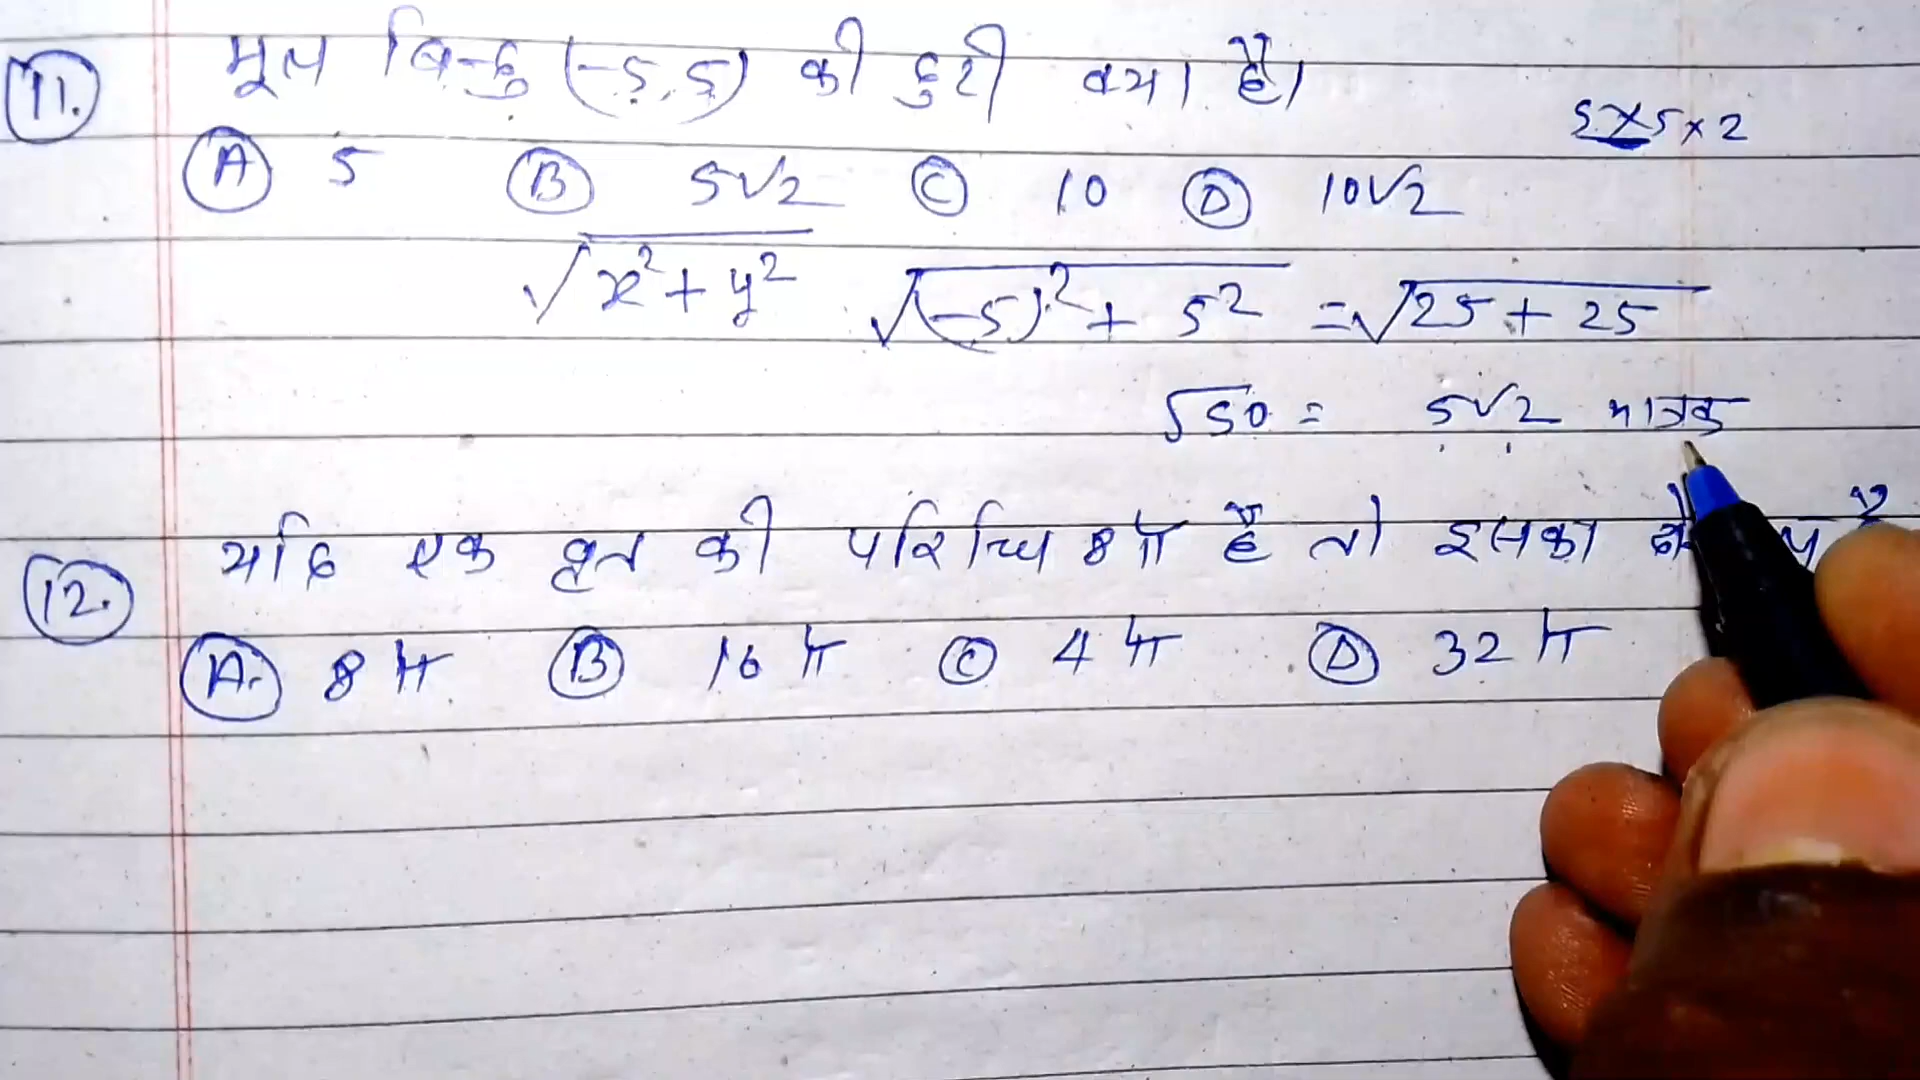 11. मूल बिन्दु (-5,5) की दुरी क्या है।
5×5×2
(A) 5 (B) 5√2 (C) 10 (D) 10√2
√x²+y² √(-5)²+5² = √25+25
√50 = 5√2 मात्रक
12. यदि एक वृत की परिधि 8π है तो इसका
(A.) 8π (B) 16π (C) 4π (D) 32π